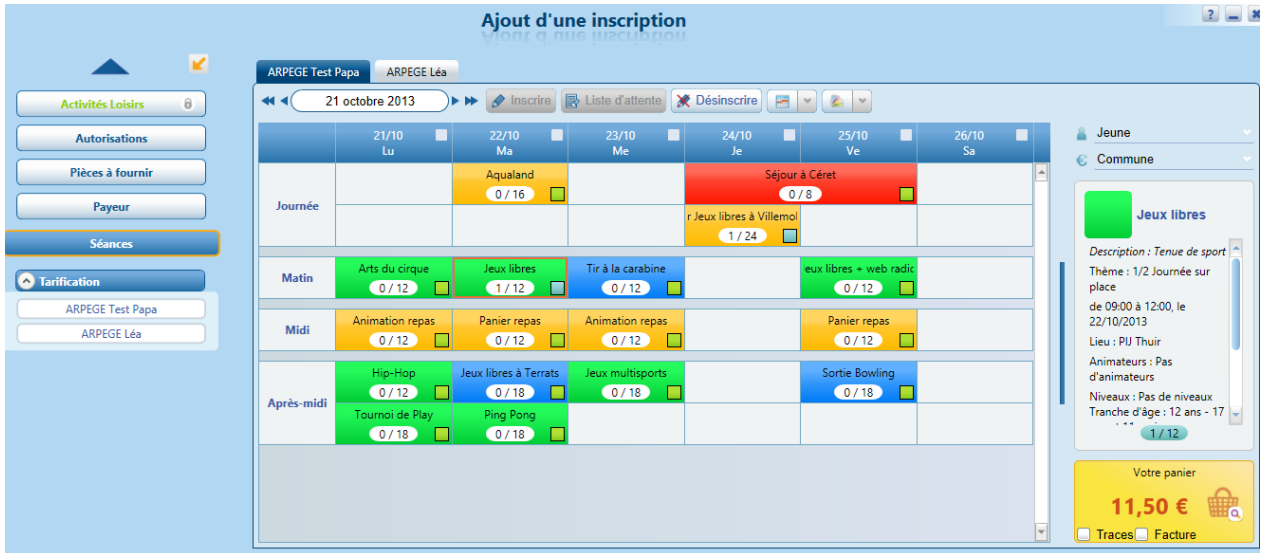 Ajout d'une inscription
?
Activités Loisirs
Autorisations
Pièces à fournir
Payeur
Séances
Tarification
ARPEGE Test Papa
ARPEGE Léa
ARPEGE Test Papa ARPEGE Léa
21 octobre 2013 Inscrire Liste d'attente Désinscrire
21/10 22/10 23/10 24/10 25/10 26/10
Lu Ma Me Je Ve Sa
Journée
Aqualand Séjour à Céret
0 / 16 0 / 8
r Jeux libres à Villemol
1 / 24
Matin
Arts du cirque Jeux libres Tir à la carabine eux libres + web radic
0 / 12 1 / 12 0 / 12 0 / 12
Midi
Animation repas Panier repas Animation repas Panier repas
0 / 12 0 / 12 0 / 12 0 / 12
Après-midi
Hip-Hop Jeux libres à Terrats Jeux multisports Sortie Bowling
0 / 12 0 / 18 0 / 18 0 / 18
Tournoi de Play Ping Pong
0 / 18 0 / 18
Jeune
€ Commune
Jeux libres
Description : Tenue de sport
Thème : 1/2 Journée sur
place
de 09:00 à 12:00, le
22/10/2013
Lieu : PIJ Thuir
Animateurs : Pas
d'animateurs
Niveaux : Pas de niveaux
Tranche d'âge : 12 ans - 17
1 / 12
Votre panier
11,50 €
Traces Facture